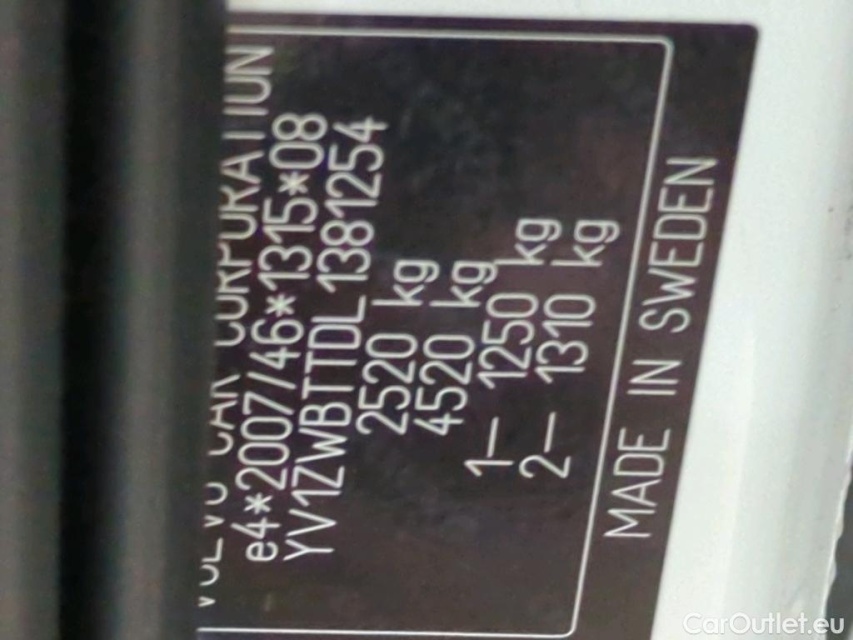 VOLVO CAR CORPORATION
e4*2007/46*1315*08
YV1ZWBTTDL1381254
2520 kg
4520 kg
1– 1250 kg
2– 1310 kg
MADE IN SWEDEN
CarOutlet.eu